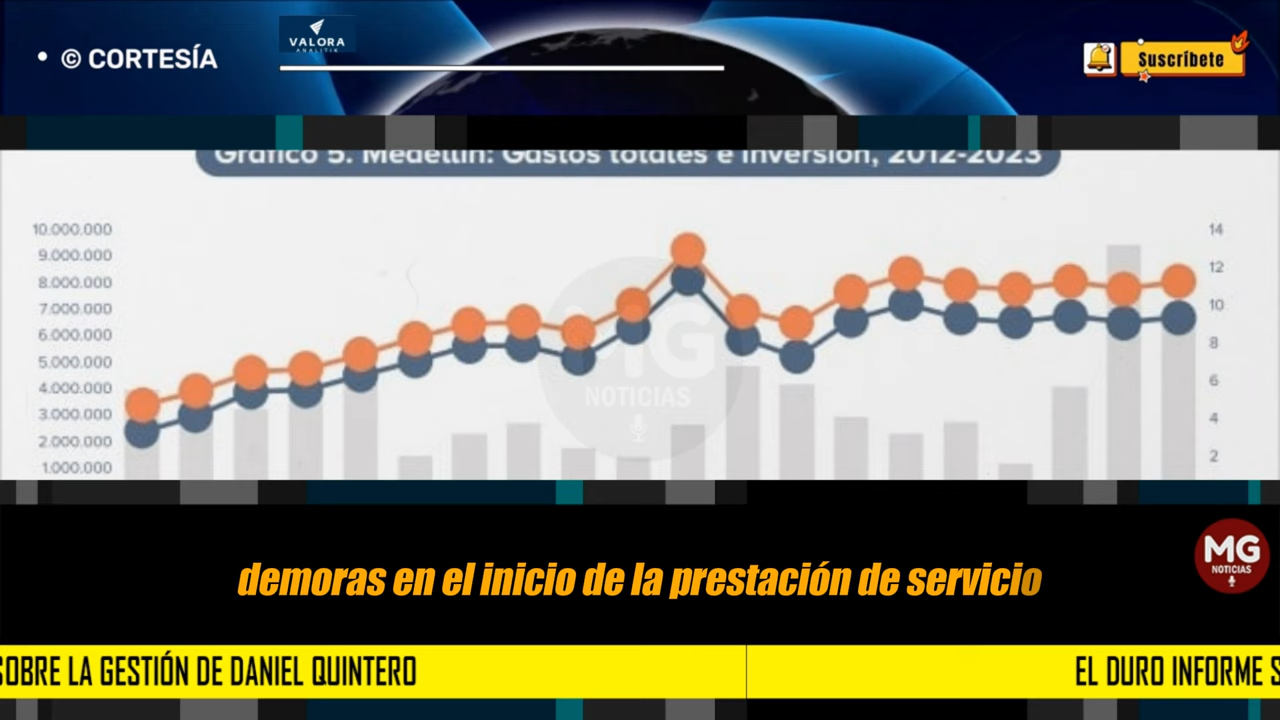 • © CORTESÍA
VALORA
ANALITIK
Suscríbete
Gráfico 5. Medellín: Gastos totales e inversión, 2012-2023
10.000.000
9.000.000
8.000.000
7.000.000
6.000.000
5.000.000
4.000.000
3.000.000
2.000.000
1.000.000
14
12
10
8
6
4
2
MG
NOTICIAS
demoras en el inicio de la prestación de servicio
MG
NOTICIAS
SOBRE LA GESTIÓN DE DANIEL QUINTERO
EL DURO INFORME S